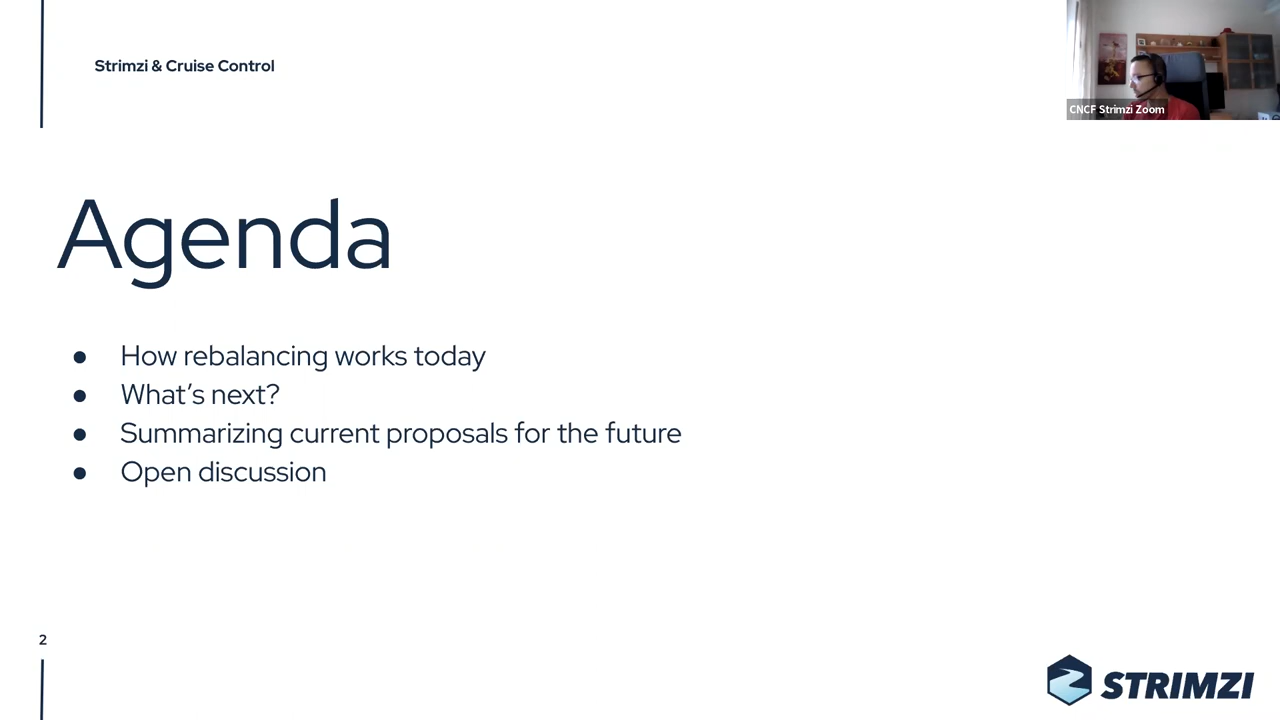 Strimzi & Cruise Control
CNCF Strimzi Zoom
Agenda
● How rebalancing works today
● What’s next?
● Summarizing current proposals for the future
● Open discussion
2
STRIMZI